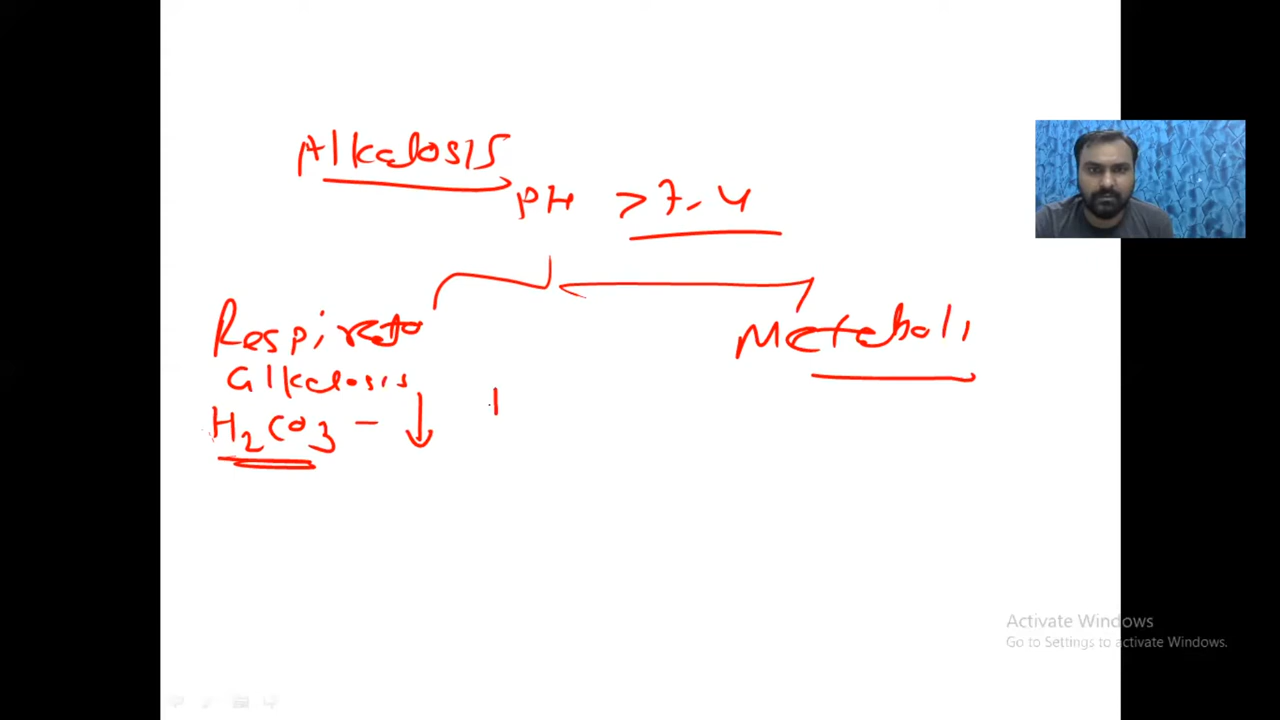 Alkalosis
PH > 7.4
Respirato
Metaboli
alkalosis
H2CO3 - ↓
Activate Windows
Go to Settings to activate Windows.